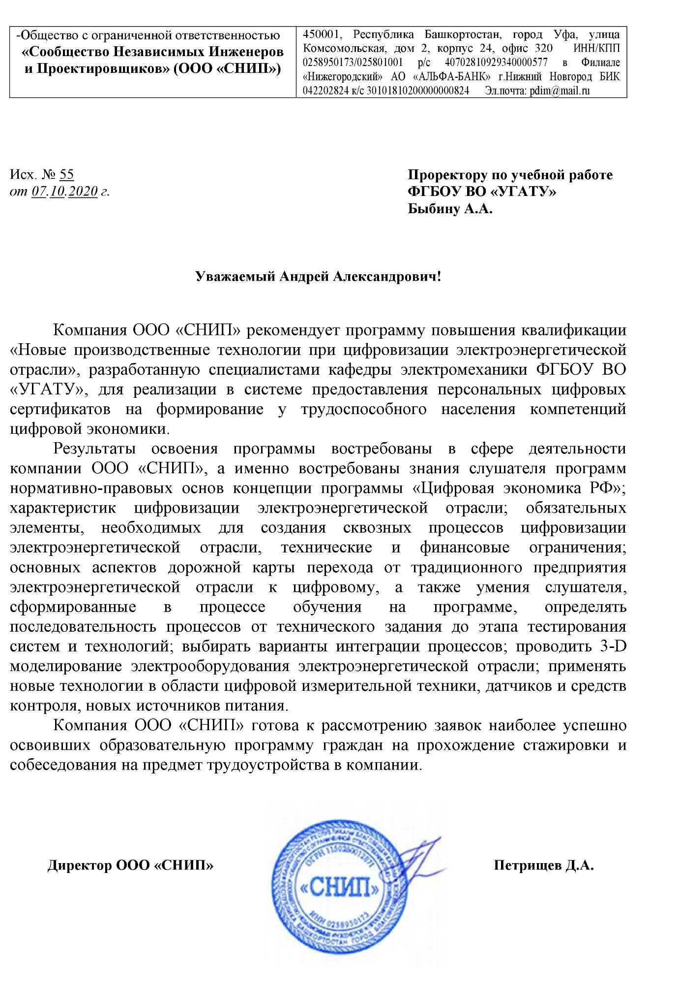 -Общество с ограниченной ответственностью
«Сообщество Независимых Инженеров
и Проектировщиков» (ООО «СНИП»)
450001, Республика Башкортостан, город Уфа, улица
Комсомольская, дом 2, корпус 24, офис 320 ИНН/КПП
0258950173/025801001 р/с 40702810929340000577 в Филиале
«Нижегородский» АО «АЛЬФА-БАНК» г.Нижний Новгород БИК
042202824 к/с 30101810200000000824 Эл.почта: pdim@mail.ru
Исх. № 55
от 07.10.2020 г.
Проректору по учебной работе
ФГБОУ ВО «УГАТУ»
Быбину А.А.
Уважаемый Андрей Александрович!
Компания ООО «СНИП» рекомендует программу повышения квалификации
«Новые производственные технологии при цифровизации электроэнергетической
отрасли», разработанную специалистами кафедры электромеханики ФГБОУ ВО
«УГАТУ», для реализации в системе предоставления персональных цифровых
сертификатов на формирование у трудоспособного населения компетенций
цифровой экономики.
Результаты освоения программы востребованы в сфере деятельности
компании ООО «СНИП», а именно востребованы знания слушателя программ
нормативно-правовых основ концепции программы «Цифровая экономика РФ»;
характеристик цифровизации электроэнергетической отрасли; обязательных
элементы, необходимых для создания сквозных процессов цифровизации
электроэнергетической отрасли, технические и финансовые ограничения;
основных аспектов дорожной карты перехода от традиционного предприятия
электроэнергетической отрасли к цифровому, а также умения слушателя,
сформированные в процессе обучения на программе, определять
последовательность процессов от технического задания до этапа тестирования
систем и технологий; выбирать варианты интеграции процессов; проводить 3-D
моделирование электрооборудования электроэнергетической отрасли; применять
новые технологии в области цифровой измерительной техники, датчиков и средств
контроля, новых источников питания.
Компания ООО «СНИП» готова к рассмотрению заявок наиболее успешно
освоивших образовательную программу граждан на прохождение стажировки и
собеседования на предмет трудоустройства в компании.
Директор ООО «СНИП»
Петрищев Д.А.
«СНИП»
ИНН 0258950173